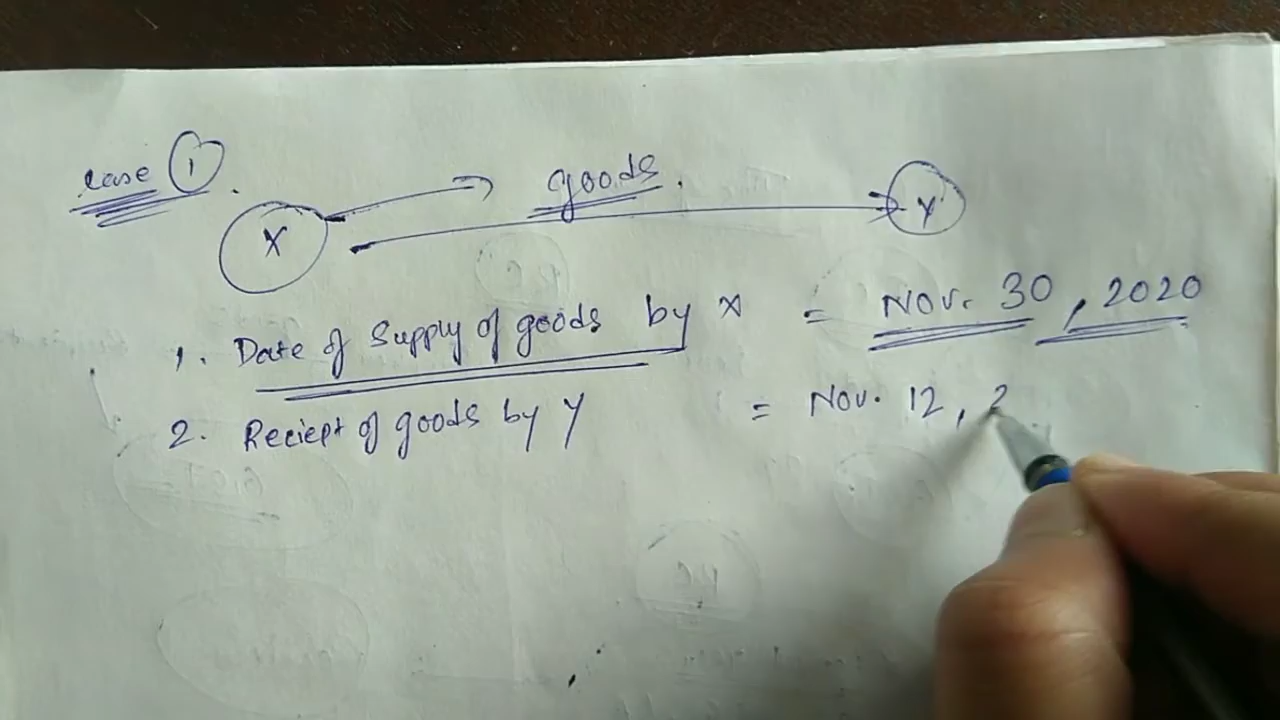 case 1.
goods.
X
Y
1. Date of Supply of goods by X = Nov. 30, 2020
2. Reciept of goods by Y = Nov. 12, 2